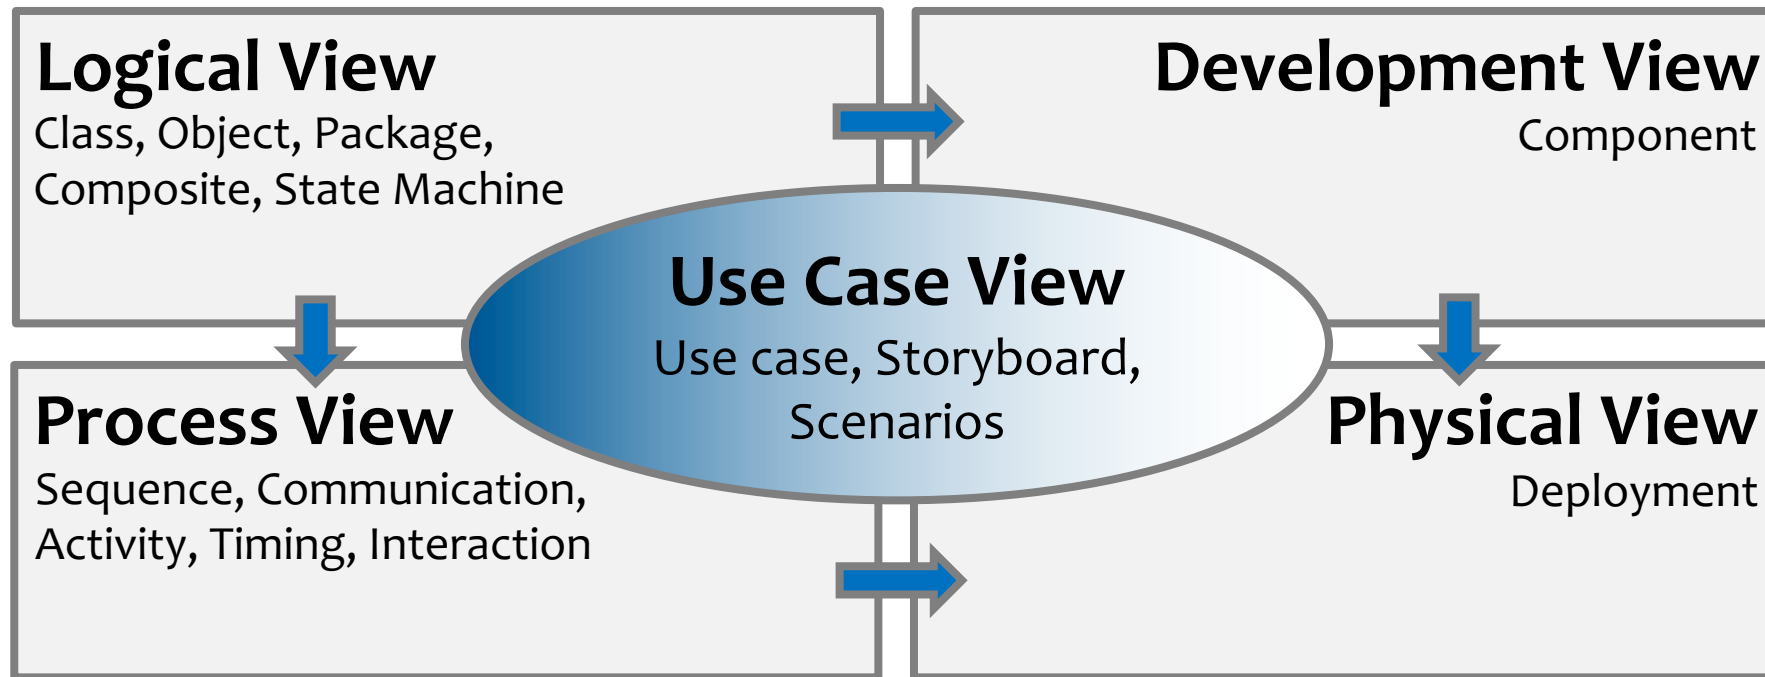 Logical View
Class, Object, Package,
Composite, State Machine
Development View
Component
Use Case View
Use case, Storyboard,
Scenarios
Process View
Sequence, Communication,
Activity, Timing, Interaction
Physical View
Deployment